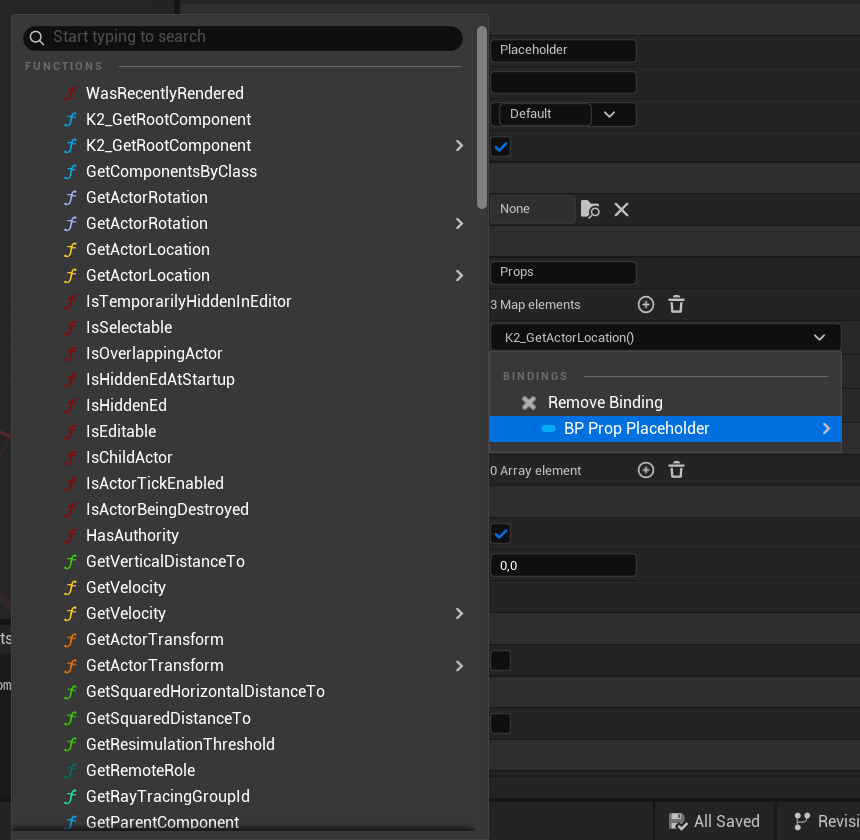 Start typing to search
FUNCTIONS
WasRecentlyRendered
K2_GetRootComponent
K2_GetRootComponent
GetComponentsByClass
GetActorRotation
GetActorRotation
GetActorLocation
GetActorLocation
IsTemporarilyHiddenInEditor
IsSelectable
IsOverlappingActor
IsHiddenEdAtStartup
IsHiddenEd
IsEditable
IsChildActor
IsActorTickEnabled
IsActorBeingDestroyed
HasAuthority
GetVerticalDistanceTo
GetVelocity
GetVelocity
GetActorTransform
GetActorTransform
GetSquaredHorizontalDistanceTo
GetSquaredDistanceTo
GetResimulationThreshold
GetRemoteRole
GetRayTracingGroupId
GetParentComponent
Placeholder
Default
None
Props
3 Map elements
K2_GetActorLocation()
BINDINGS
Remove Binding
BP Prop Placeholder
0 Array element
0,0
ts
om
All Saved
Revisi